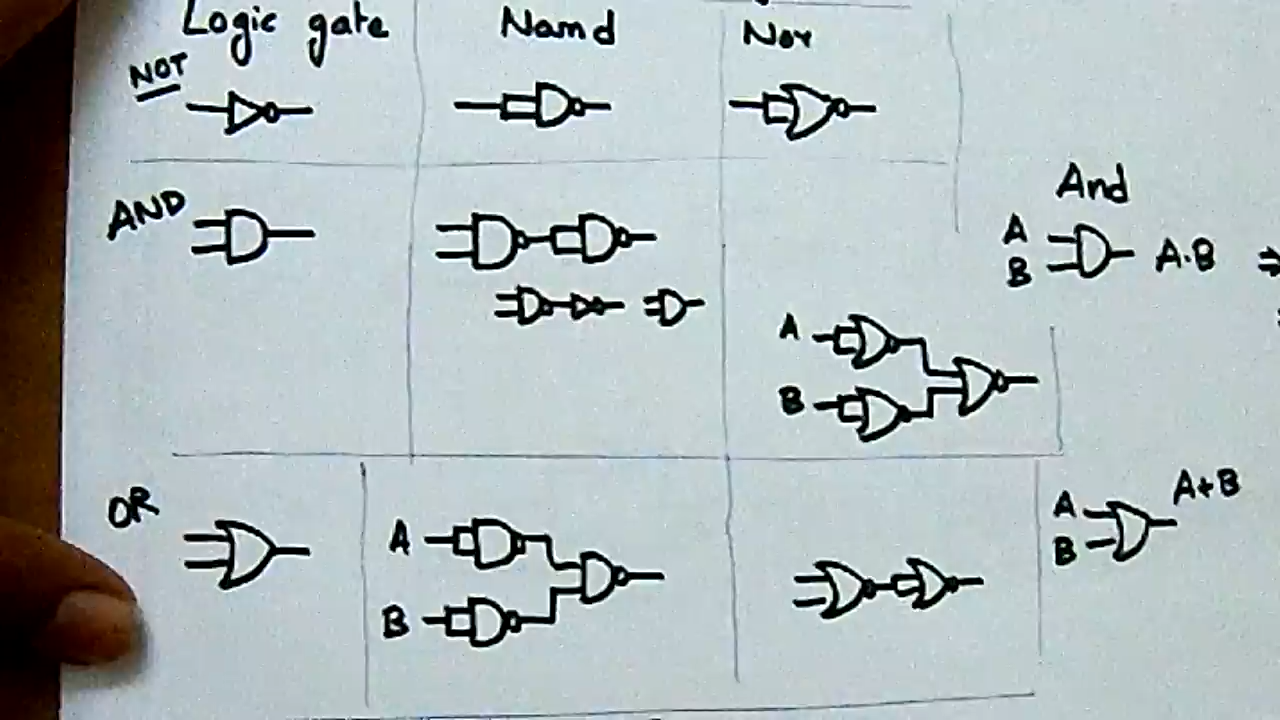 Logic gate Nand Nor
NOT
AND
And
A
B
A.B ⇒
A
B
OR
A
B
A+B
A
B